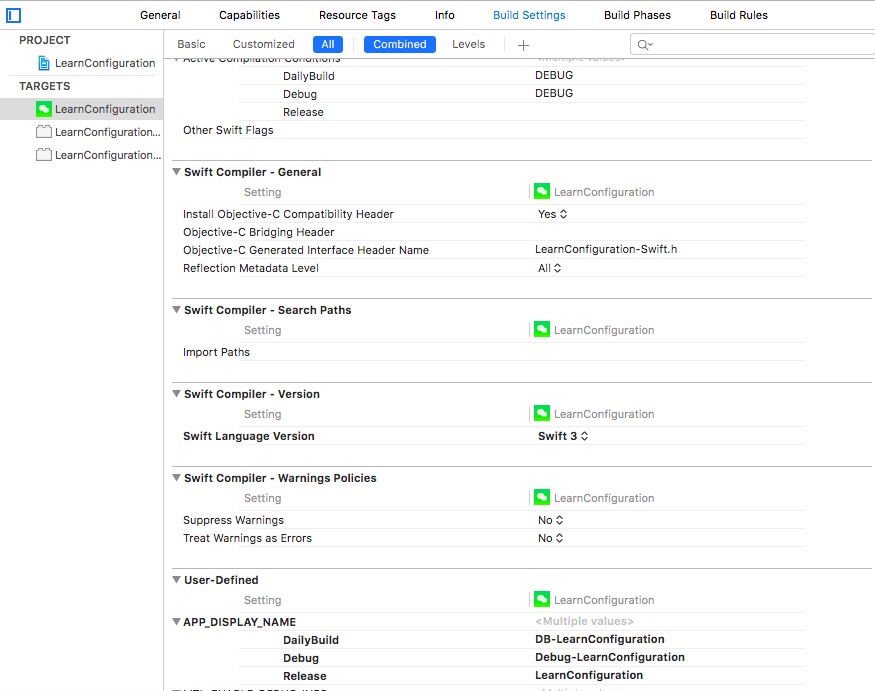 General Capabilities Resource Tags Info Build Settings Build Phases Build Rules
PROJECT
LearnConfiguration
TARGETS
LearnConfiguration
LearnConfiguration...
LearnConfiguration...
Basic Customized All Combined Levels +
Active Compilation Conditions <Multiple values>
DailyBuild DEBUG
Debug DEBUG
Release
Other Swift Flags
Swift Compiler - General
Setting LearnConfiguration
Install Objective-C Compatibility Header Yes
Objective-C Bridging Header
Objective-C Generated Interface Header Name LearnConfiguration-Swift.h
Reflection Metadata Level All
Swift Compiler - Search Paths
Setting LearnConfiguration
Import Paths
Swift Compiler - Version
Setting LearnConfiguration
Swift Language Version Swift 3
Swift Compiler - Warnings Policies
Setting LearnConfiguration
Suppress Warnings No
Treat Warnings as Errors No
User-Defined
Setting LearnConfiguration
APP_DISPLAY_NAME <Multiple values>
DailyBuild DB-LearnConfiguration
Debug Debug-LearnConfiguration
Release LearnConfiguration